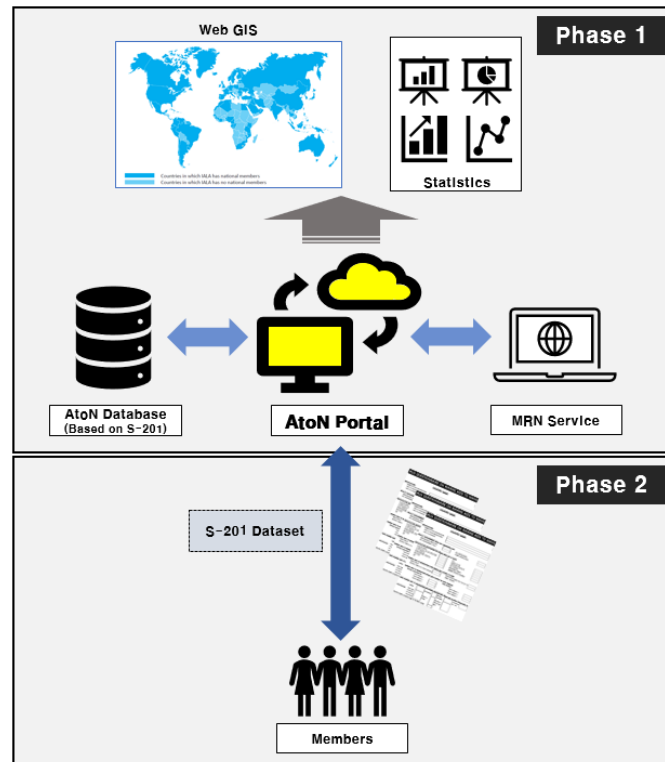 Web GIS
Phase 1
Countries in which IALA has national members
Countries in which IALA has no national members
Statistics
AtoN Database
(Based on S-201)
AtoN Portal
MRN Service
Phase 2
S-201 Dataset
Members